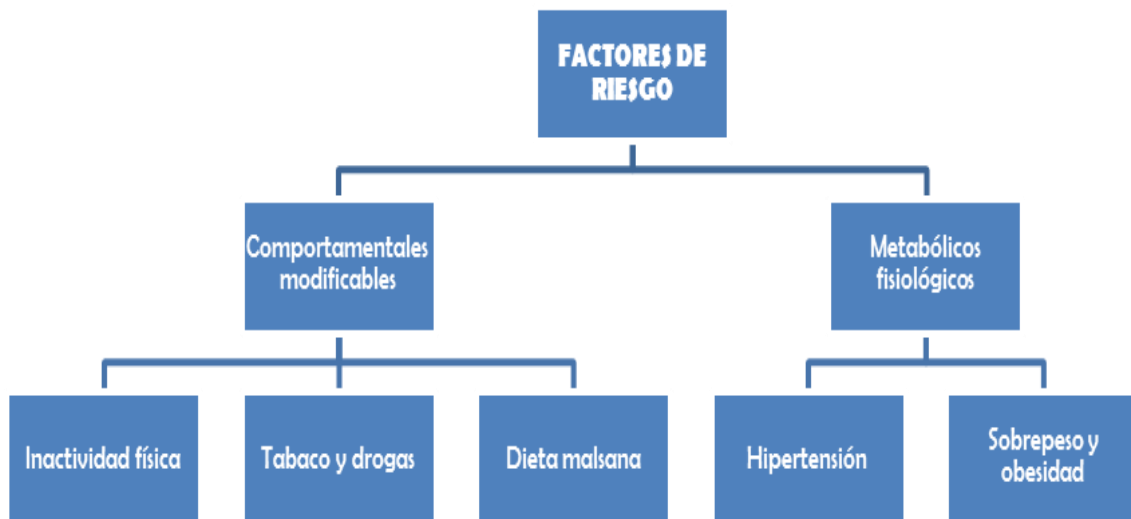 FACTORES DE
RIESGO
Comportamentales
modificables
Metabólicos
fisiológicos
Inactividad física
Tabaco y drogas
Dieta malsana
Hipertensión
Sobrepeso y
obesidad